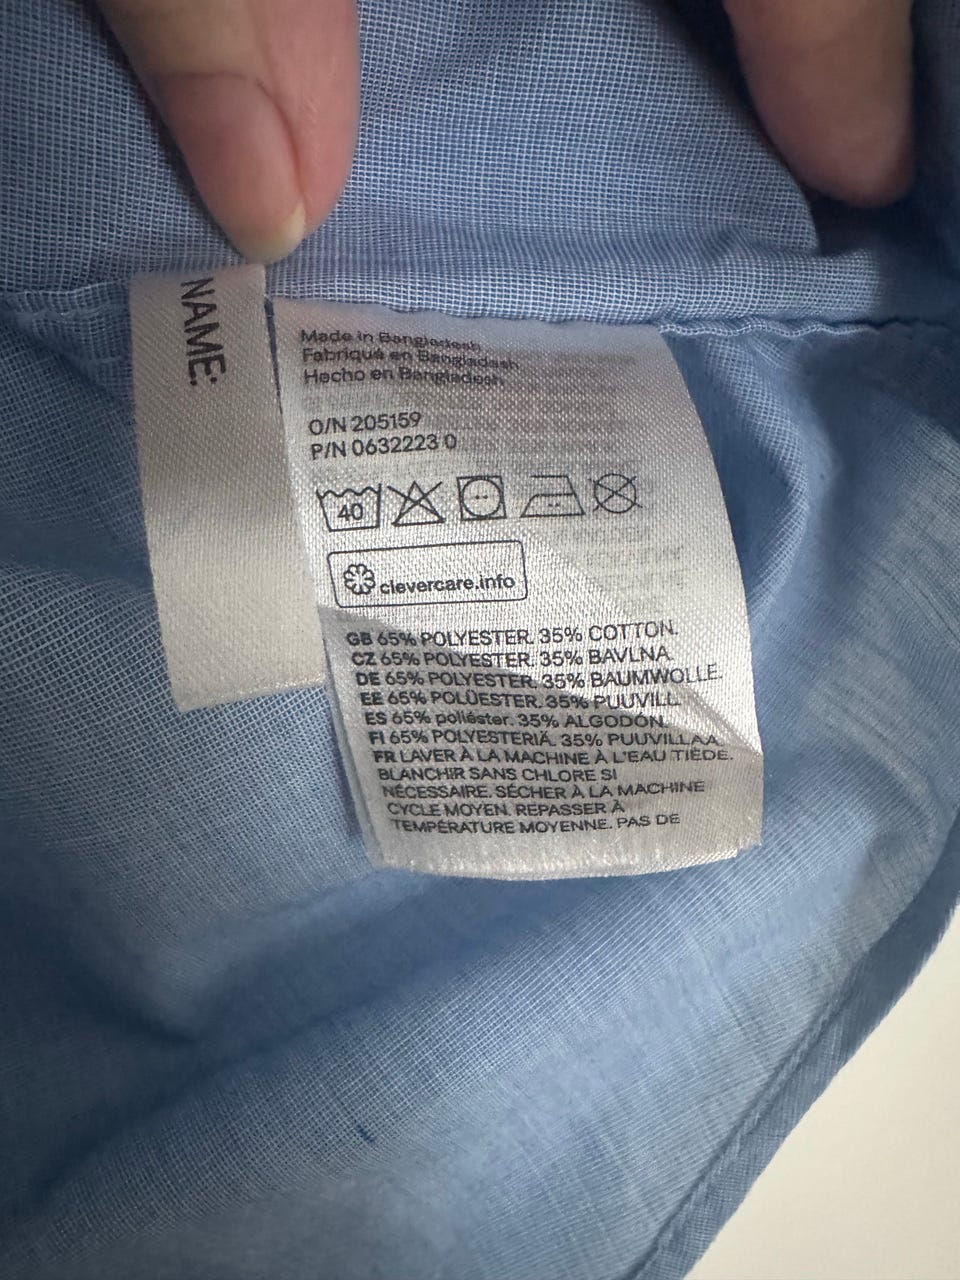 NAME:
Made in Bangladesh
Fabriqué en Bangladesh
Hecho en Bangladesh
O/N 205159
P/N 0632223 0
40
clevercare.info
GB 65% POLYESTER. 35% COTTON.
CZ 65% POLYESTER. 35% BAVLNA.
DE 65% POLYESTER. 35% BAUMWOLLE.
EE 65% POLÜESTER. 35% PUUVILL.
ES 65% poliéster. 35% ALGODÓN.
FI 65% POLYESTERIÄ. 35% PUUVILLAA.
FR LAVER À LA MACHINE À L'EAU TIÈDE.
BLANCHIR SANS CHLORE SI
NÉCESSAIRE. SÉCHER À LA MACHINE
CYCLE MOYEN. REPASSER À
TEMPÉRATURE MOYENNE. PAS DE